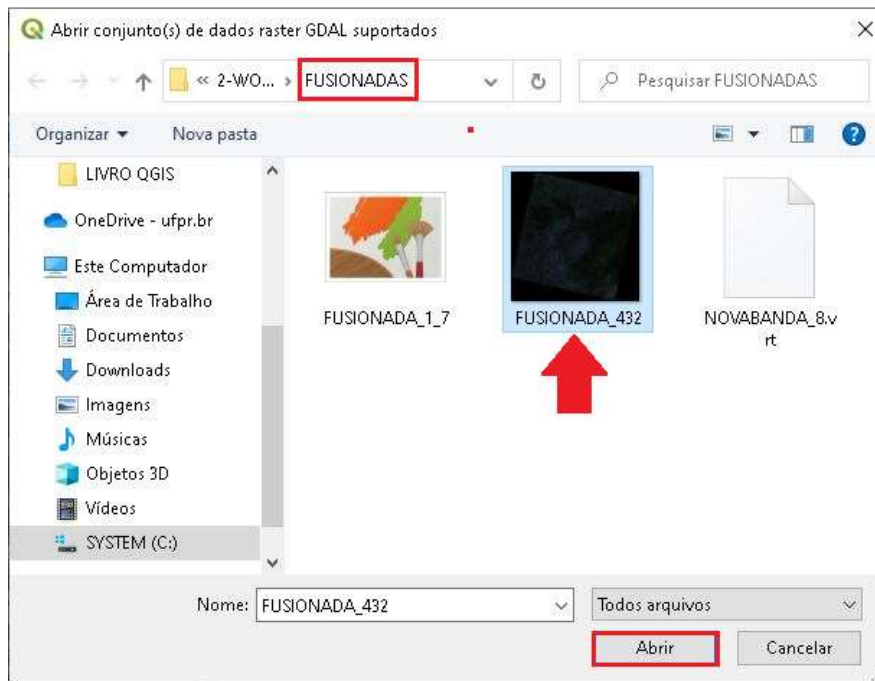 Abrir conjunto(s) de dados raster GDAL suportados
« 2-WO... › FUSIONADAS
Pesquisar FUSIONADAS
Organizar
Nova pasta
LIVRO QGIS
OneDrive - ufpr.br
Este Computador
Área de Trabalho
Documentos
Downloads
Imagens
Músicas
Objetos 3D
Vídeos
SYSTEM (C:)
FUSIONADA_1_7
FUSIONADA_432
NOVABANDA_8.v
rt
Nome: FUSIONADA_432
Todos arquivos
Abrir
Cancelar